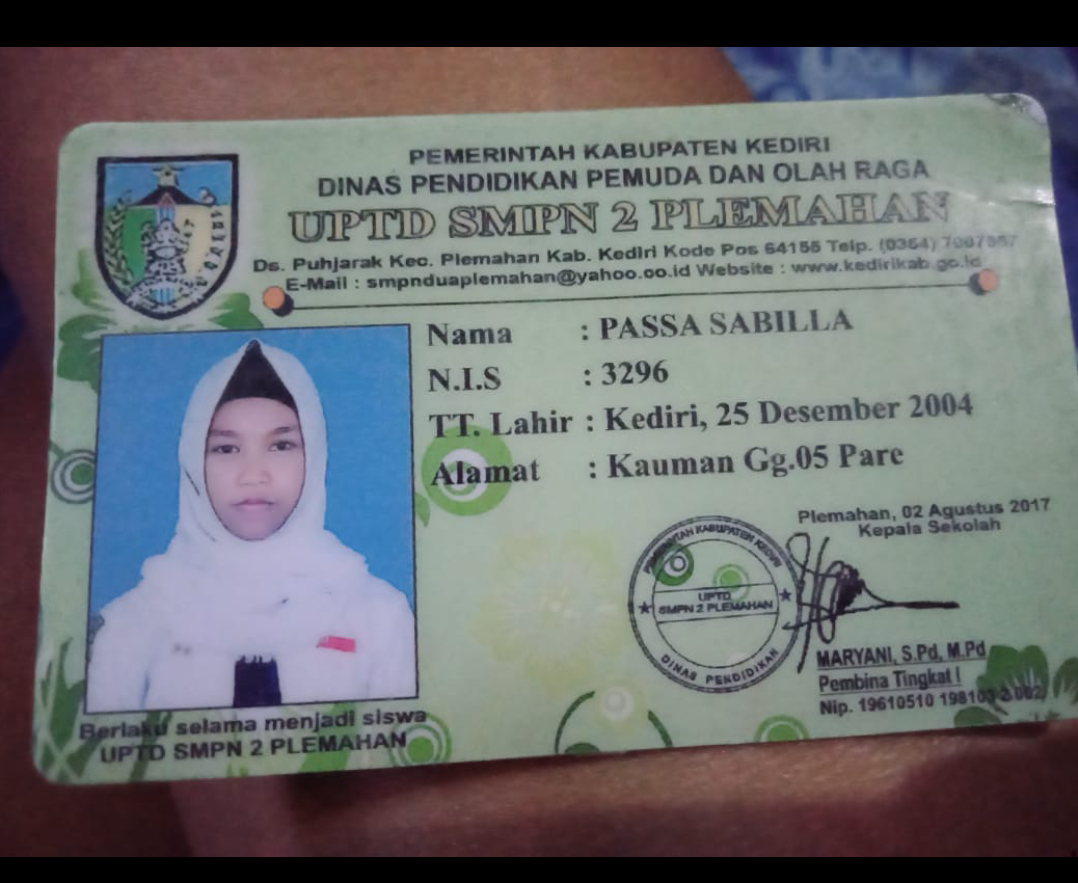 PEMERINTAH KABUPATEN KEDIRI
DINAS PENDIDIKAN PEMUDA DAN OLAH RAGA
UPTD SMPN 2 PLEMAHAN
Ds. Puhjarak Kec. Plemahan Kab. Kediri Kode Pos 64155 Telp. (0354)
E-Mail : smpnduaplemahan@yahoo.co.id Website : www.kedirikab.go.id
Nama : PASSA SABILLA
N.I.S : 3296
TT. Lahir : Kediri, 25 Desember 2004
Alamat : Kauman Gg.05 Pare
Plemahan, 02 Agustus 2017
Kepala Sekolah
PEMERINTAH KABUPATEN KEDIRI
UPTD
SMPN 2 PLEMAHAN
DINAS PENDIDIKAN
MARYANI, S.Pd, M.Pd
Pembina Tingkat I
Nip. 19610510 198103 2 002
Berlaku selama menjadi siswa
UPTD SMPN 2 PLEMAHAN